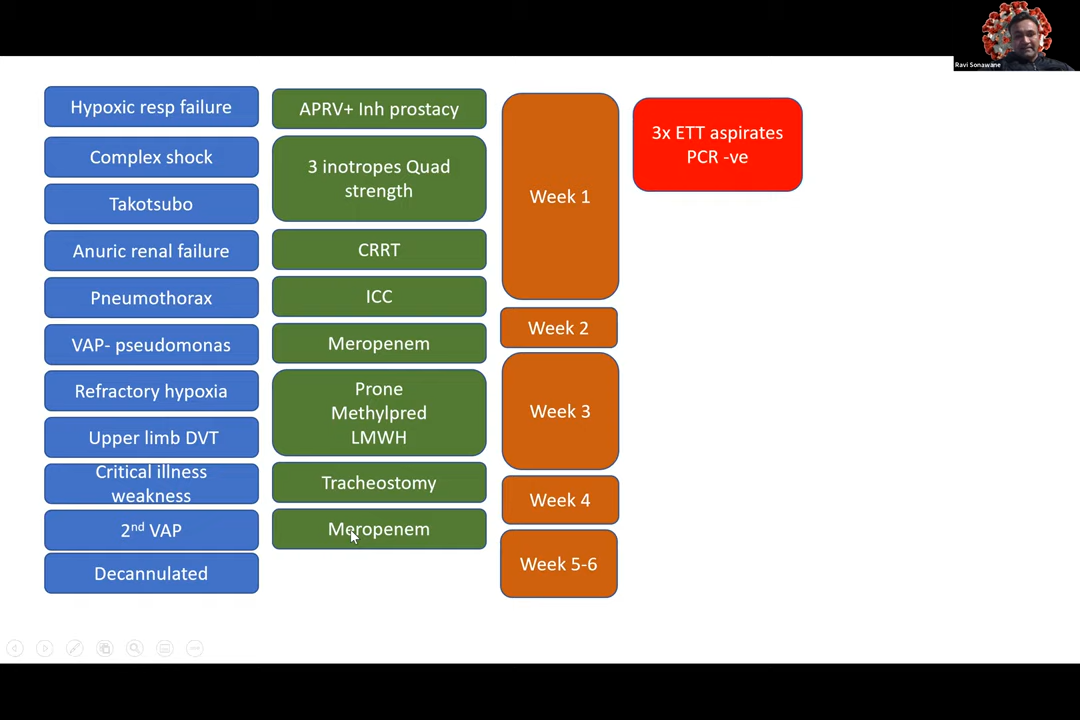 Ravi Sonawane
Hypoxic resp failure
Complex shock
Takotsubo
Anuric renal failure
Pneumothorax
VAP- pseudomonas
Refractory hypoxia
Upper limb DVT
Critical illness
weakness
2nd VAP
Decannulated
APRV+ Inh prostacy
3 inotropes Quad
strength
CRRT
ICC
Meropenem
Prone
Methylpred
LMWH
Tracheostomy
Meropenem
Week 1
Week 2
Week 3
Week 4
Week 5-6
3x ETT aspirates
PCR -ve